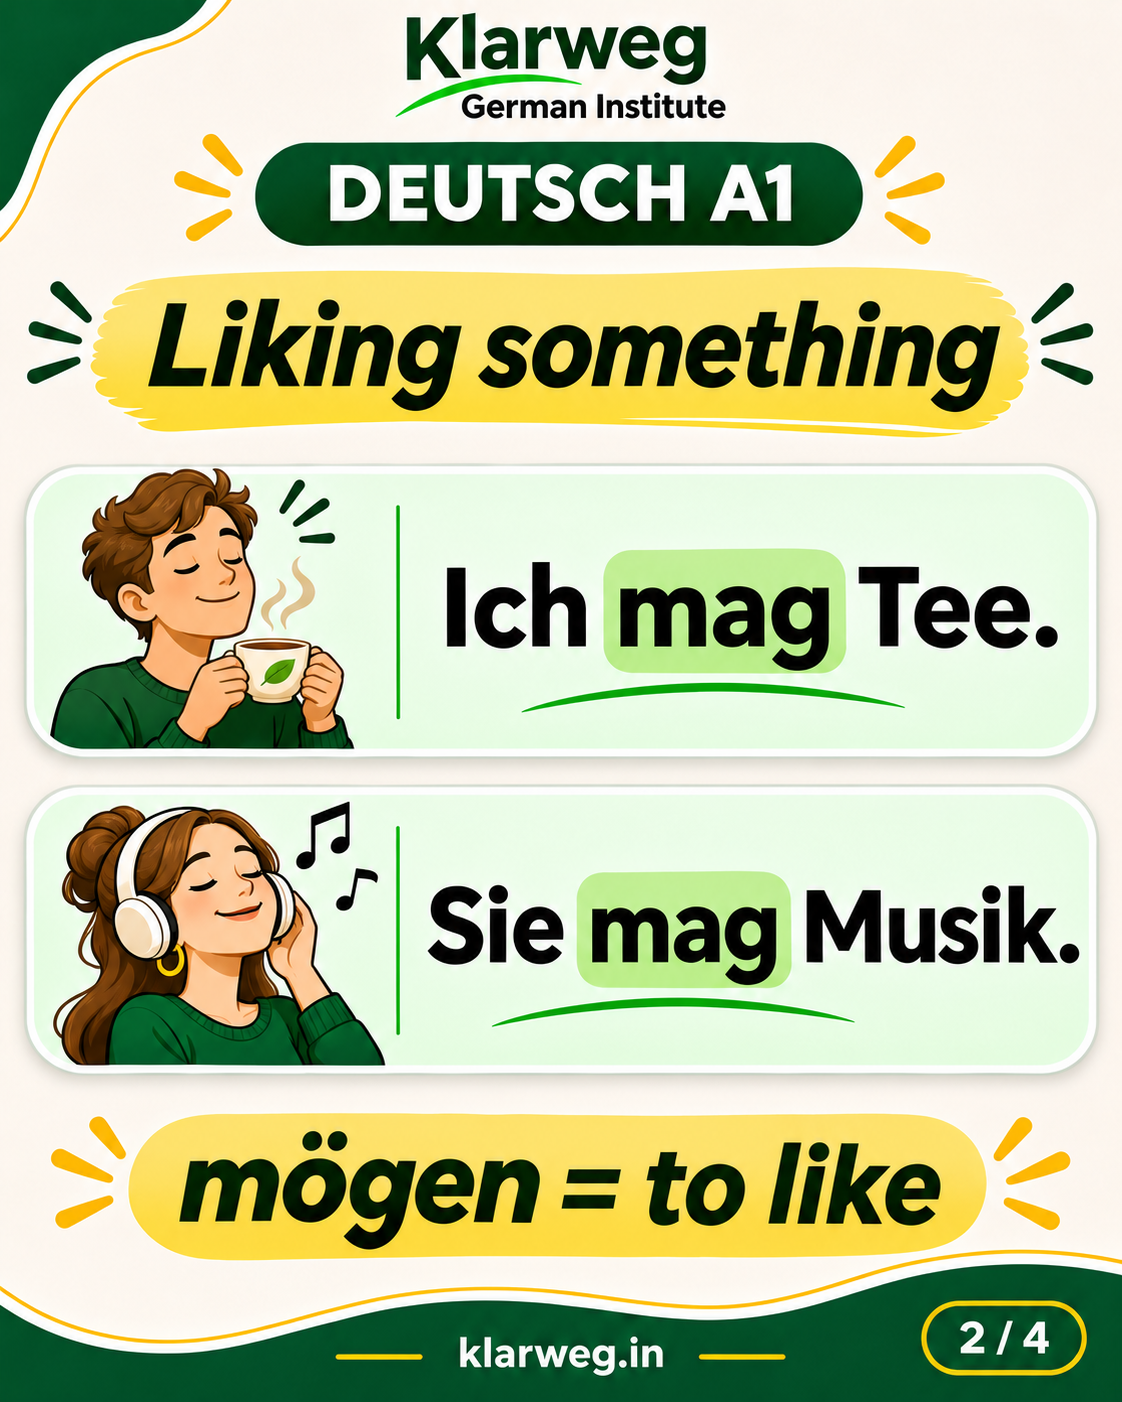 Klarweg
German Institute
DEUTSCH A1
Liking something
Ich mag Tee.
Sie mag Musik.
mögen = to like
klarweg.in
2 / 4